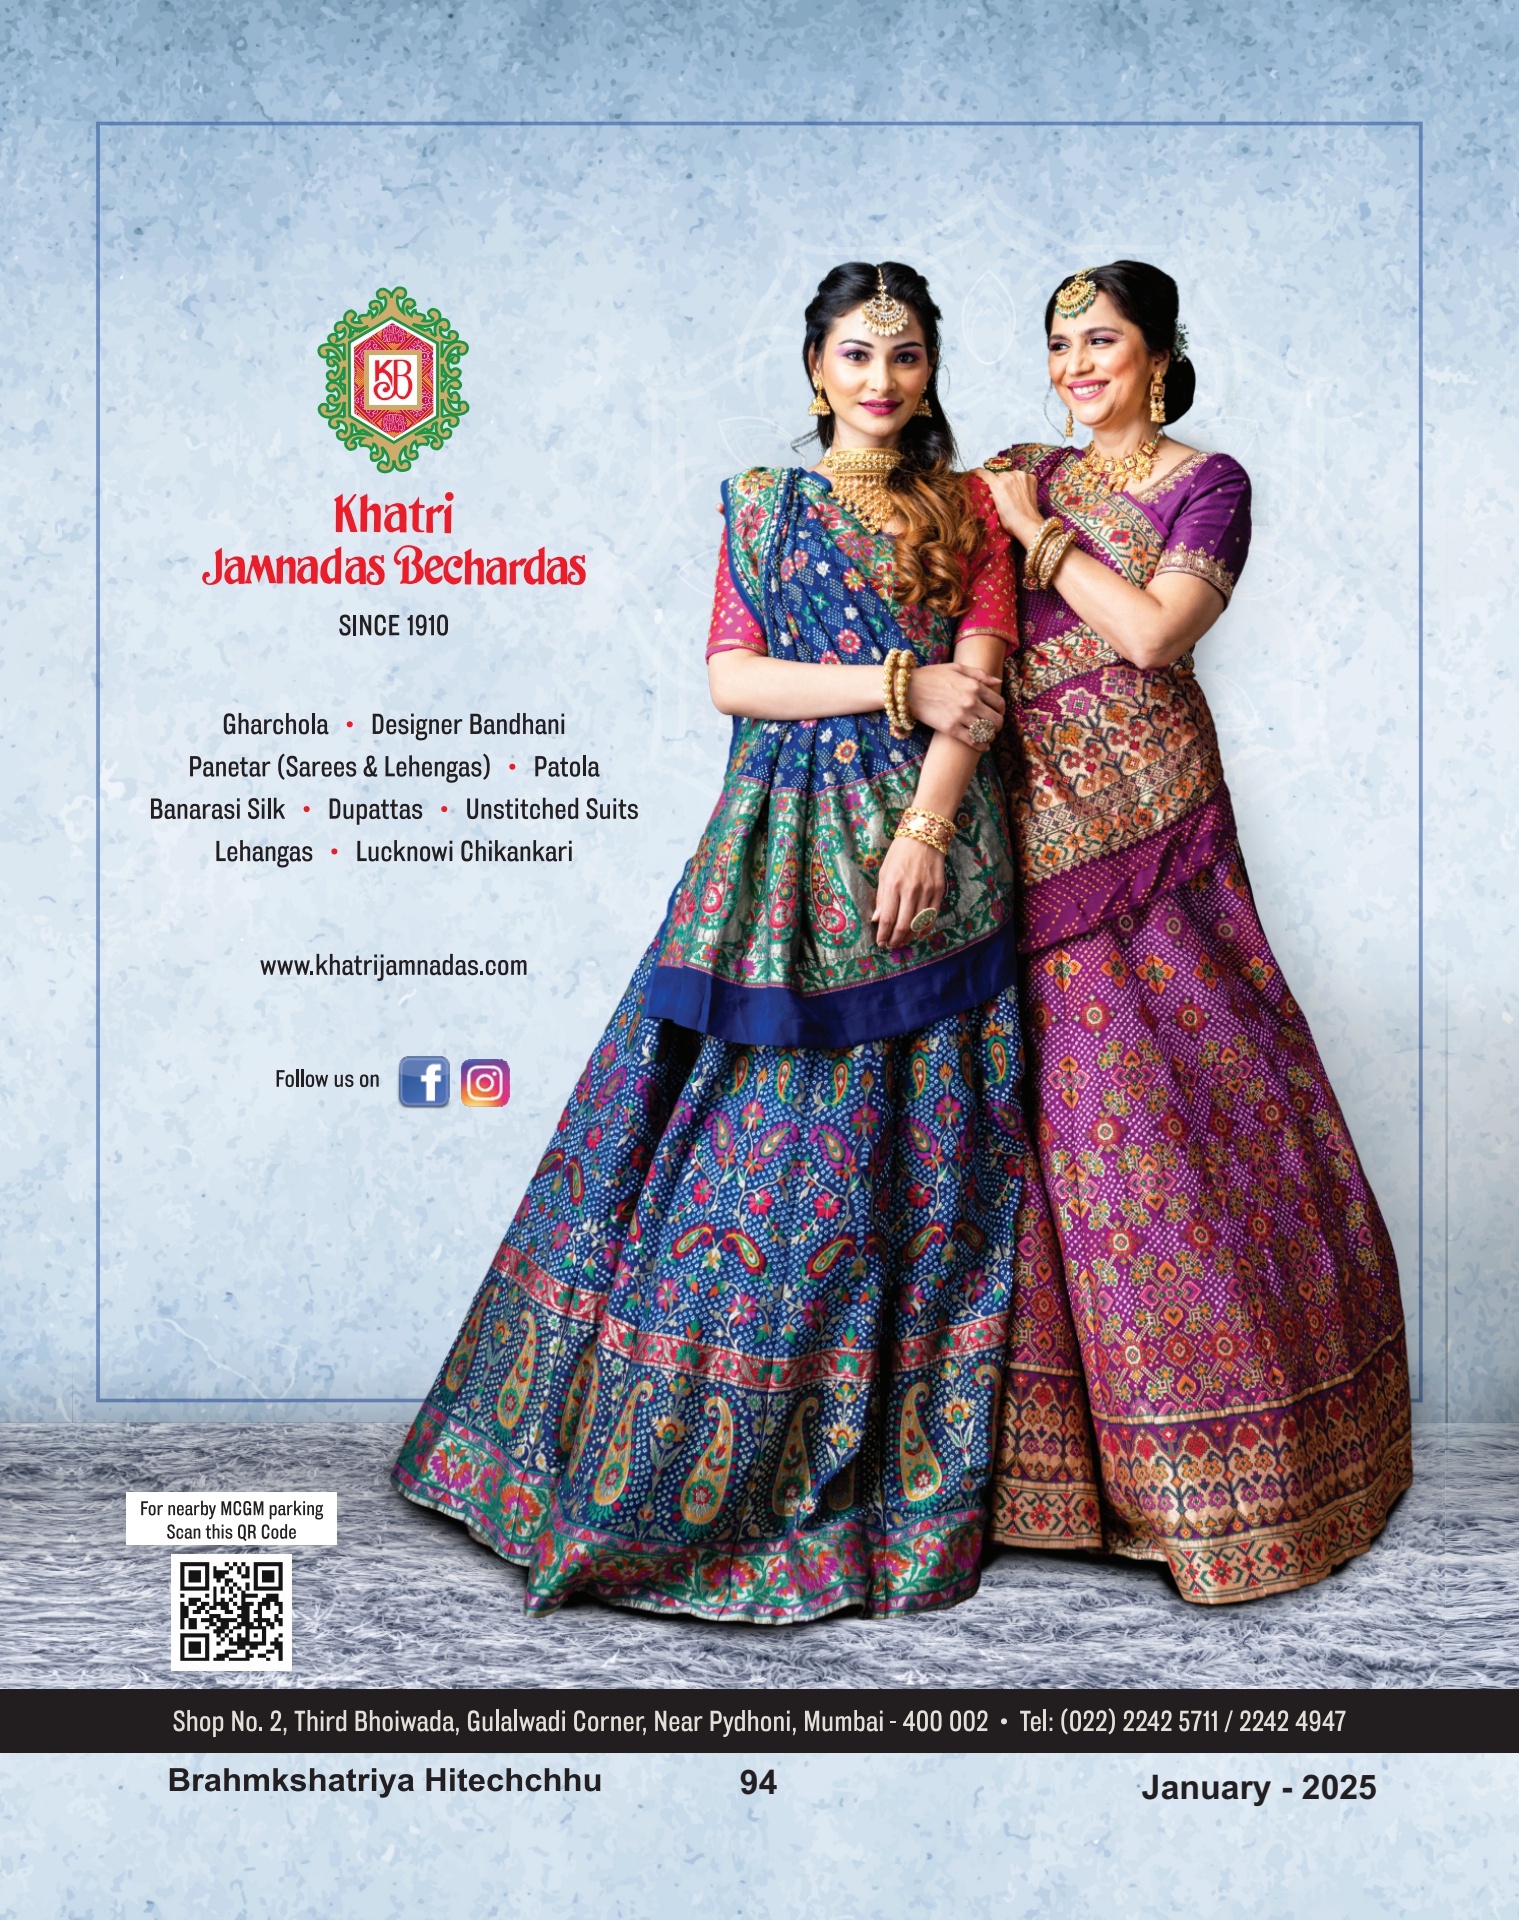 KB
Khatri
Jamnadas Bechardas
SINCE 1910
Gharchola • Designer Bandhani
Panetar (Sarees & Lehengas) • Patola
Banarasi Silk • Dupattas • Unstitched Suits
Lehangas • Lucknowi Chikankari
www.khatrijamnadas.com
Follow us on
For nearby MCGM parking
Scan this QR Code
Shop No. 2, Third Bhoiwada, Gulalwadi Corner, Near Pydhoni, Mumbai - 400 002 • Tel: (022) 2242 5711 / 2242 4947
Brahmkshatriya Hitechchhu 94 January - 2025